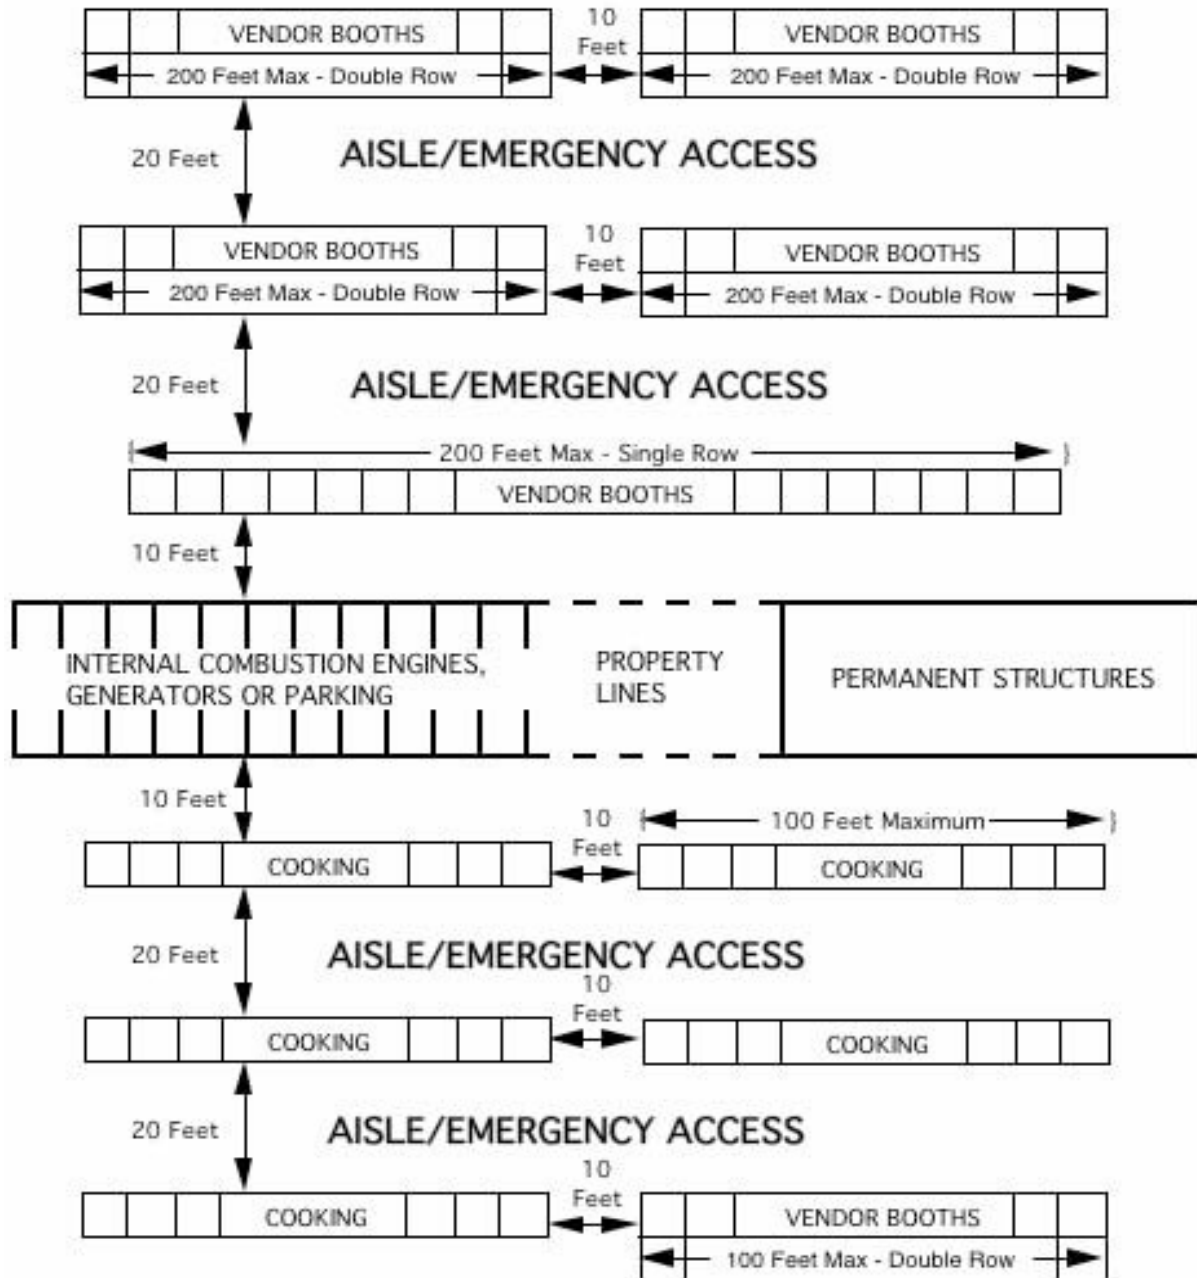 VENDOR BOOTHS
200 Feet Max - Double Row
10
Feet
VENDOR BOOTHS
200 Feet Max - Double Row
20 Feet
AISLE/EMERGENCY ACCESS
VENDOR BOOTHS
200 Feet Max - Double Row
10
Feet
VENDOR BOOTHS
200 Feet Max - Double Row
20 Feet
AISLE/EMERGENCY ACCESS
200 Feet Max - Single Row
VENDOR BOOTHS
10 Feet
INTERNAL COMBUSTION ENGINES,
GENERATORS OR PARKING
PROPERTY
LINES
PERMANENT STRUCTURES
10 Feet
10
Feet
100 Feet Maximum
COOKING
COOKING
20 Feet
AISLE/EMERGENCY ACCESS
10
Feet
COOKING
COOKING
20 Feet
AISLE/EMERGENCY ACCESS
10
Feet
COOKING
VENDOR BOOTHS
100 Feet Max - Double Row